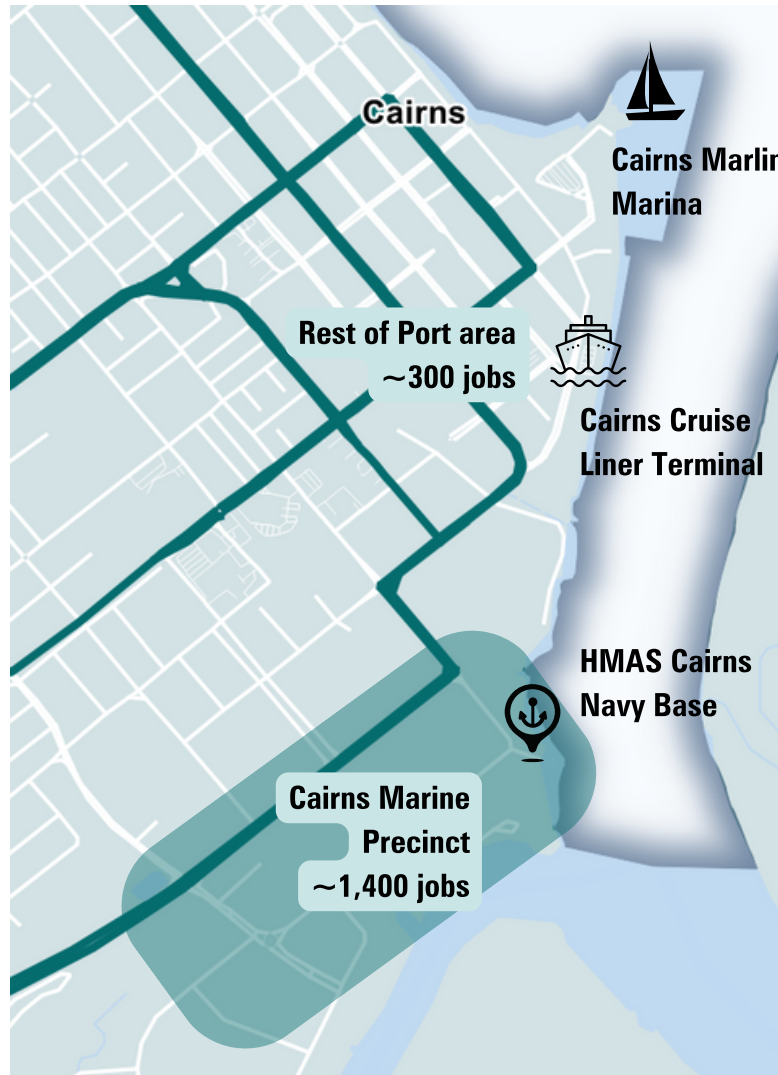 Cairns
Cairns Marlin
Marina
Rest of Port area
~300 jobs
Cairns Cruise
Liner Terminal
HMAS Cairns
Navy Base
Cairns Marine
Precinct
~1,400 jobs